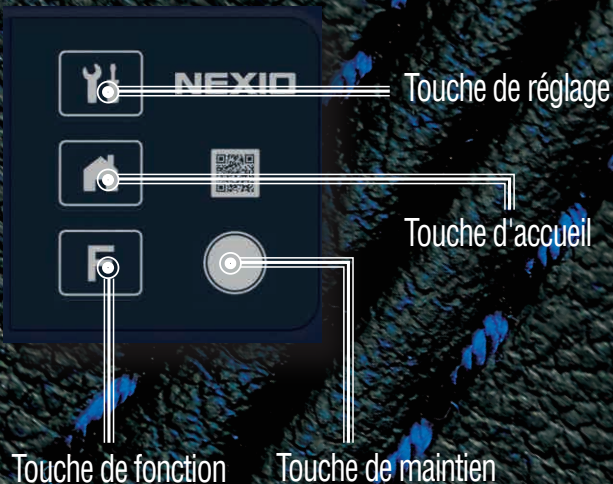 NEXIO
Touche de réglage
Touche d'accueil
F
Touche de fonction
Touche de maintien